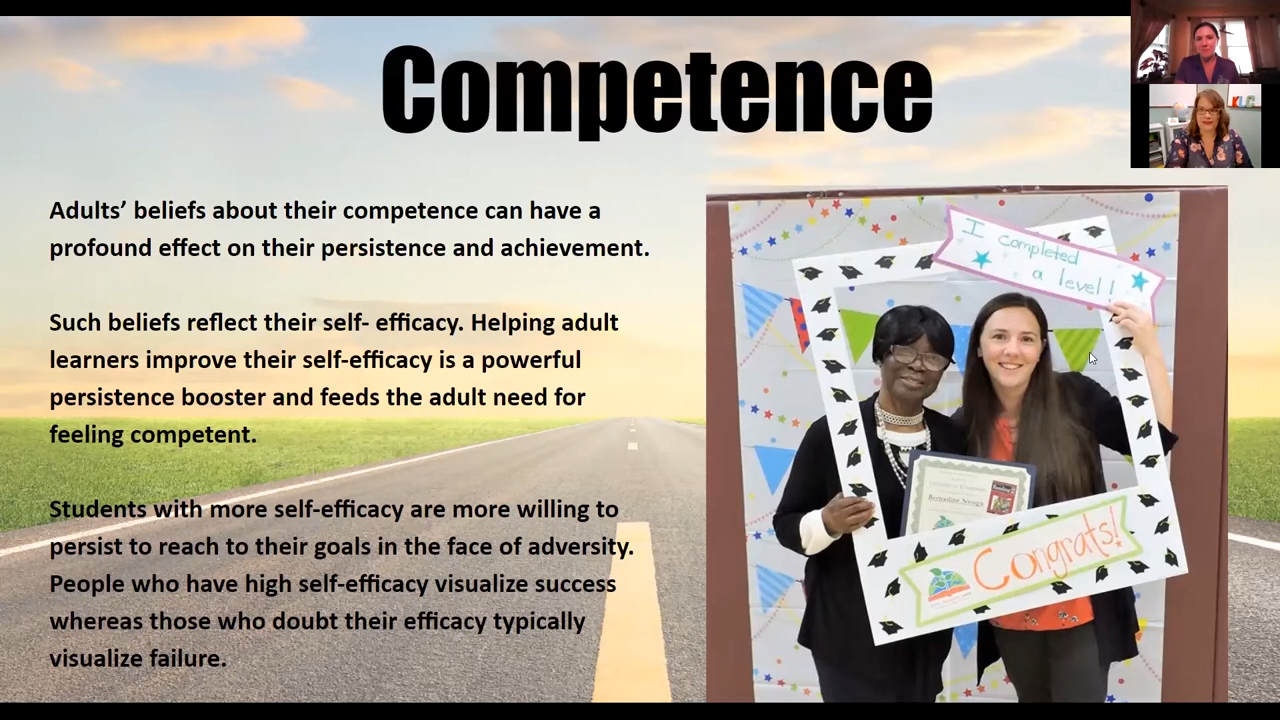 Competence
Adults’ beliefs about their competence can have a
profound effect on their persistence and achievement.
Such beliefs reflect their self- efficacy. Helping adult
learners improve their self-efficacy is a powerful
persistence booster and feeds the adult need for
feeling competent.
Students with more self-efficacy are more willing to
persist to reach to their goals in the face of adversity.
People who have high self-efficacy visualize success
whereas those who doubt their efficacy typically
visualize failure.
I completed
a level!
Congrats!
KLC